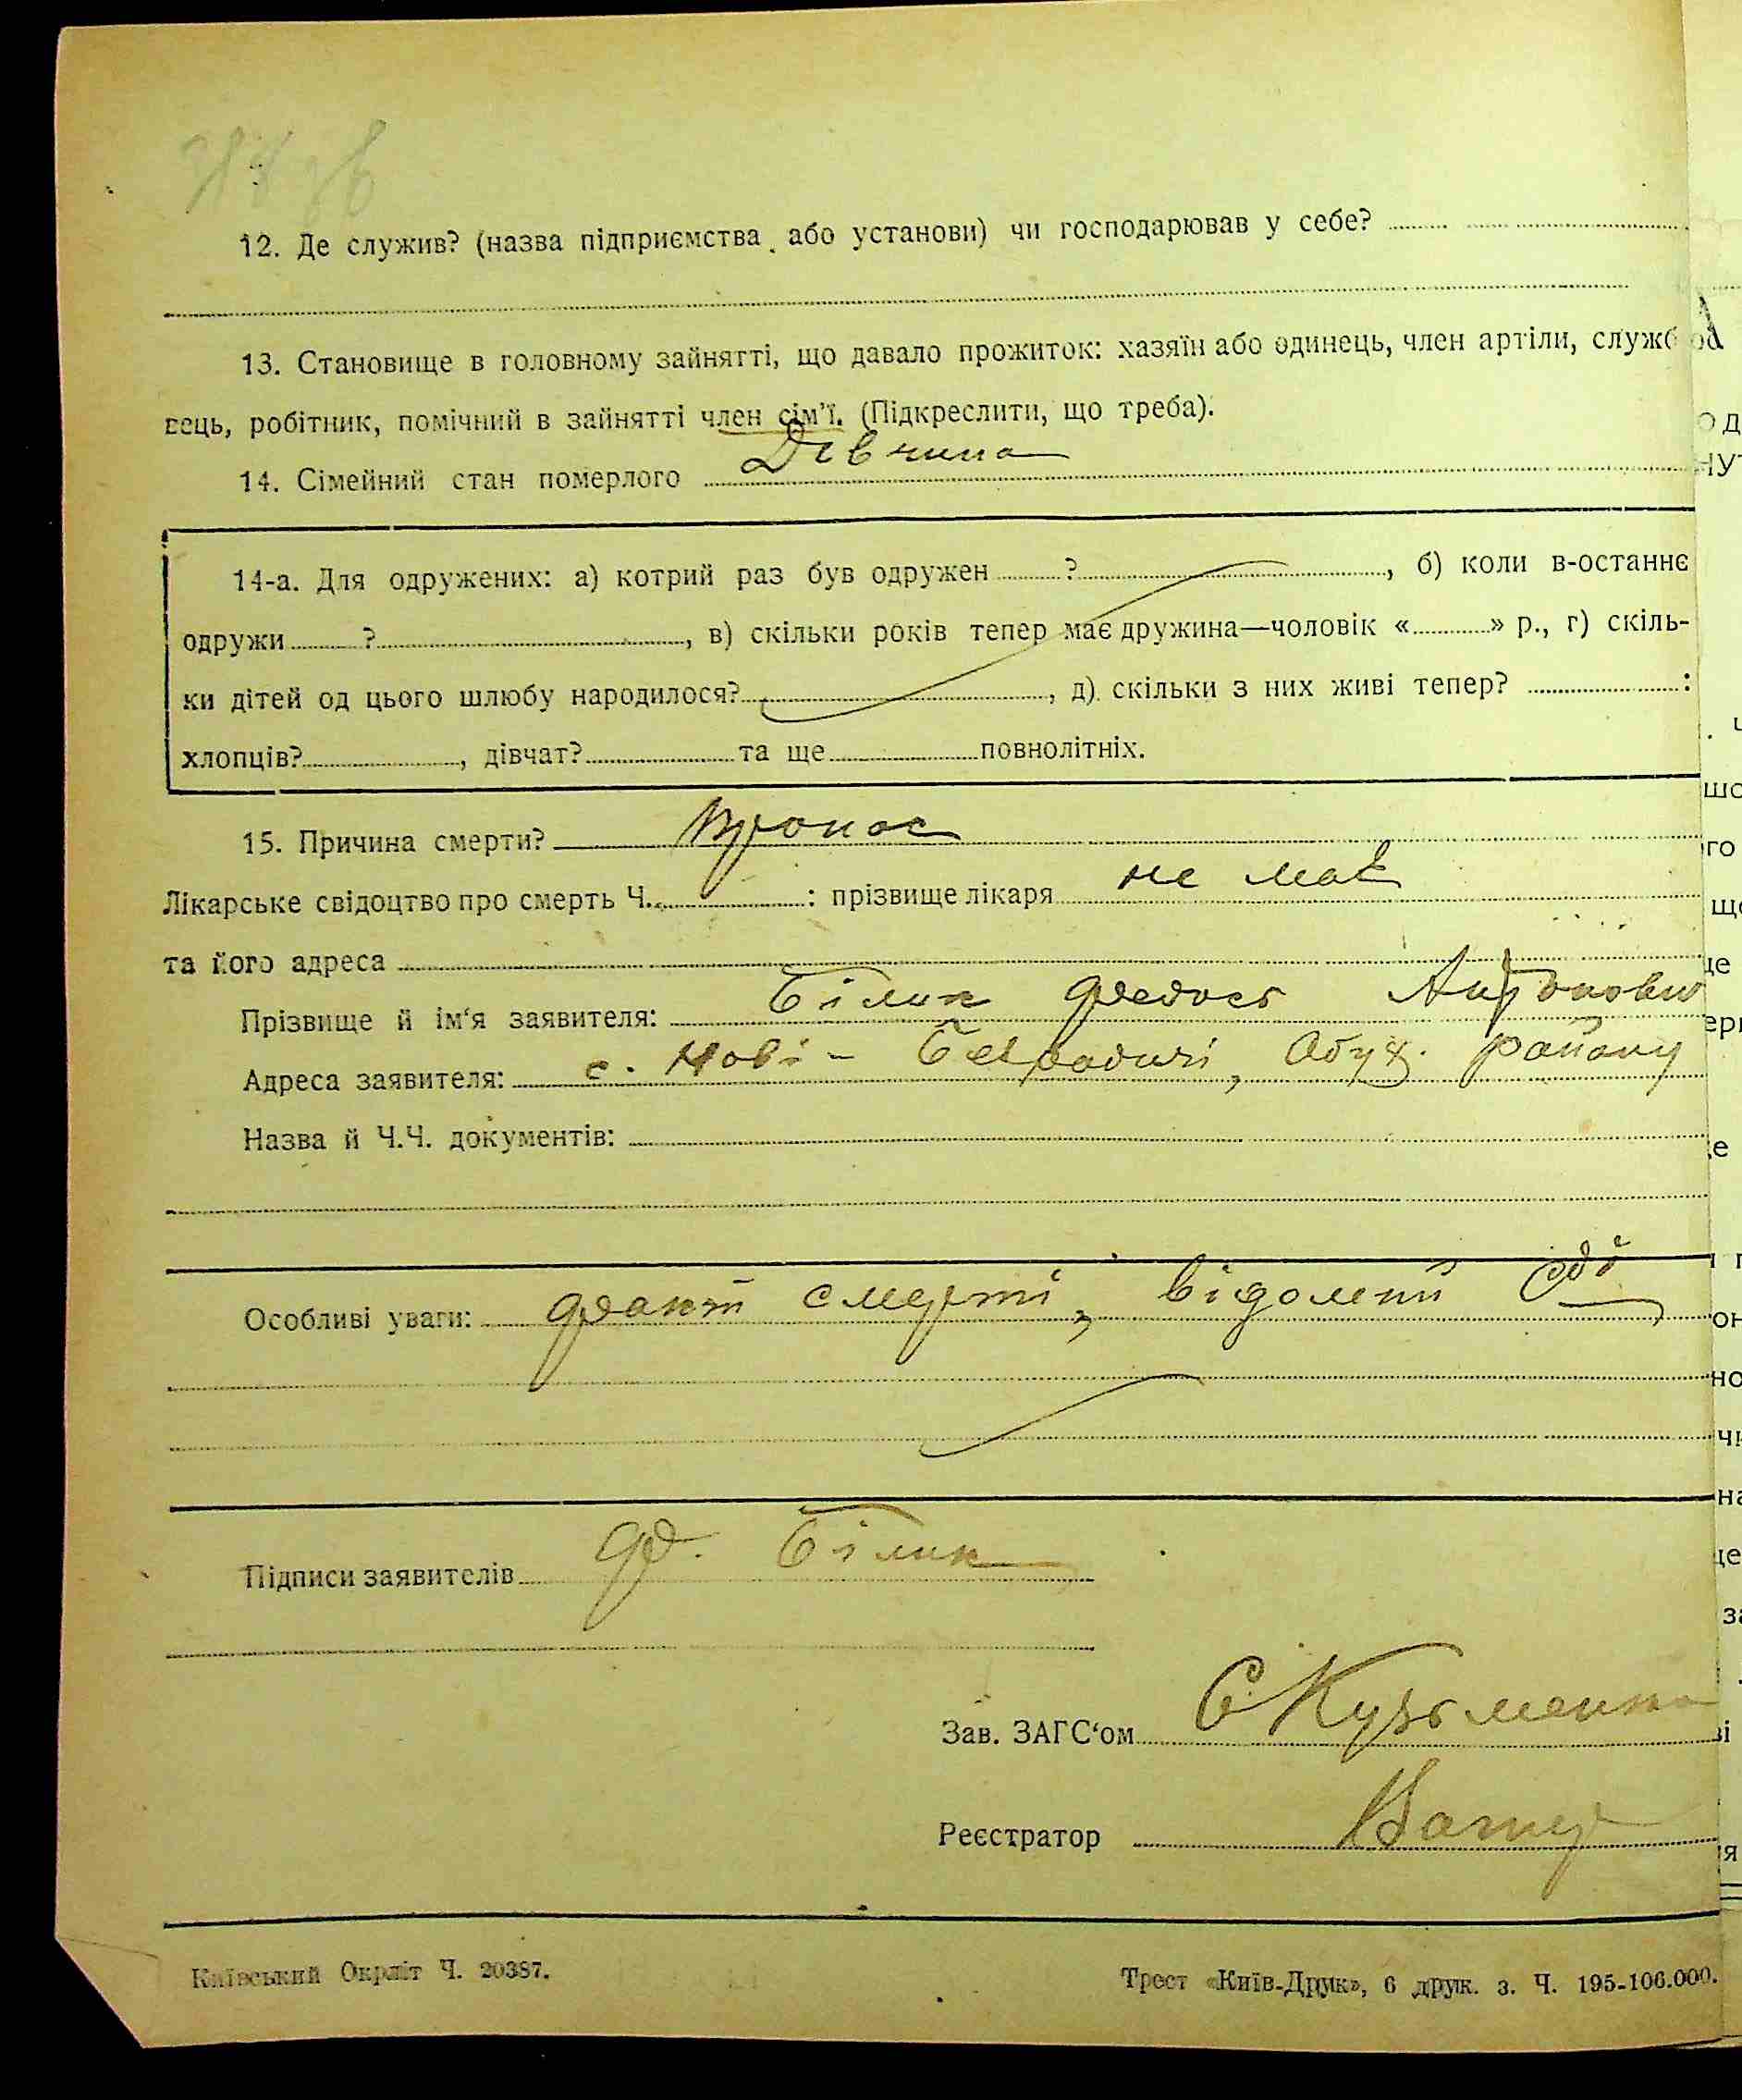 12. Де служив? (назва підприємства або установи) чи господарював у себе?
13. Становище в головному зайнятті, що давало прожиток: хазяїн або одинець, член артіли, службо
вець, робітник, помічний в зайнятті член сім'ї. (Підкреслити, що треба).
14. Сімейний стан померлого Дівчина
14-а. Для одружених: а) котрий раз був одружен ?, б) коли в-останнє
одружи ?, в) скільки років тепер має дружина—чоловік « » р., г) скіль-
ки дітей од цього шлюбу народилося?, д) скільки з них живі тепер? :
хлопців?, дівчат? та ще повнолітніх.
15. Причина смерти? Пронос
Лікарське свідоцтво про смерть Ч. : прізвище лікаря не має
та його адреса
Прізвище й ім'я заявителя: Білик Федось
Адреса заявителя: с. Нові-Безрадичі, Обух. району
Назва й Ч.Ч. документів:
Особливі уваги: факт смерті, відомий
Підписи заявителів Ф. Білик
Зав. ЗАГС'ом С Кузьменко
Реєстратор
Київський Окрліт Ч. 20387.
Трест «Київ-Друк», 6 друк. з. Ч. 195-106.000.